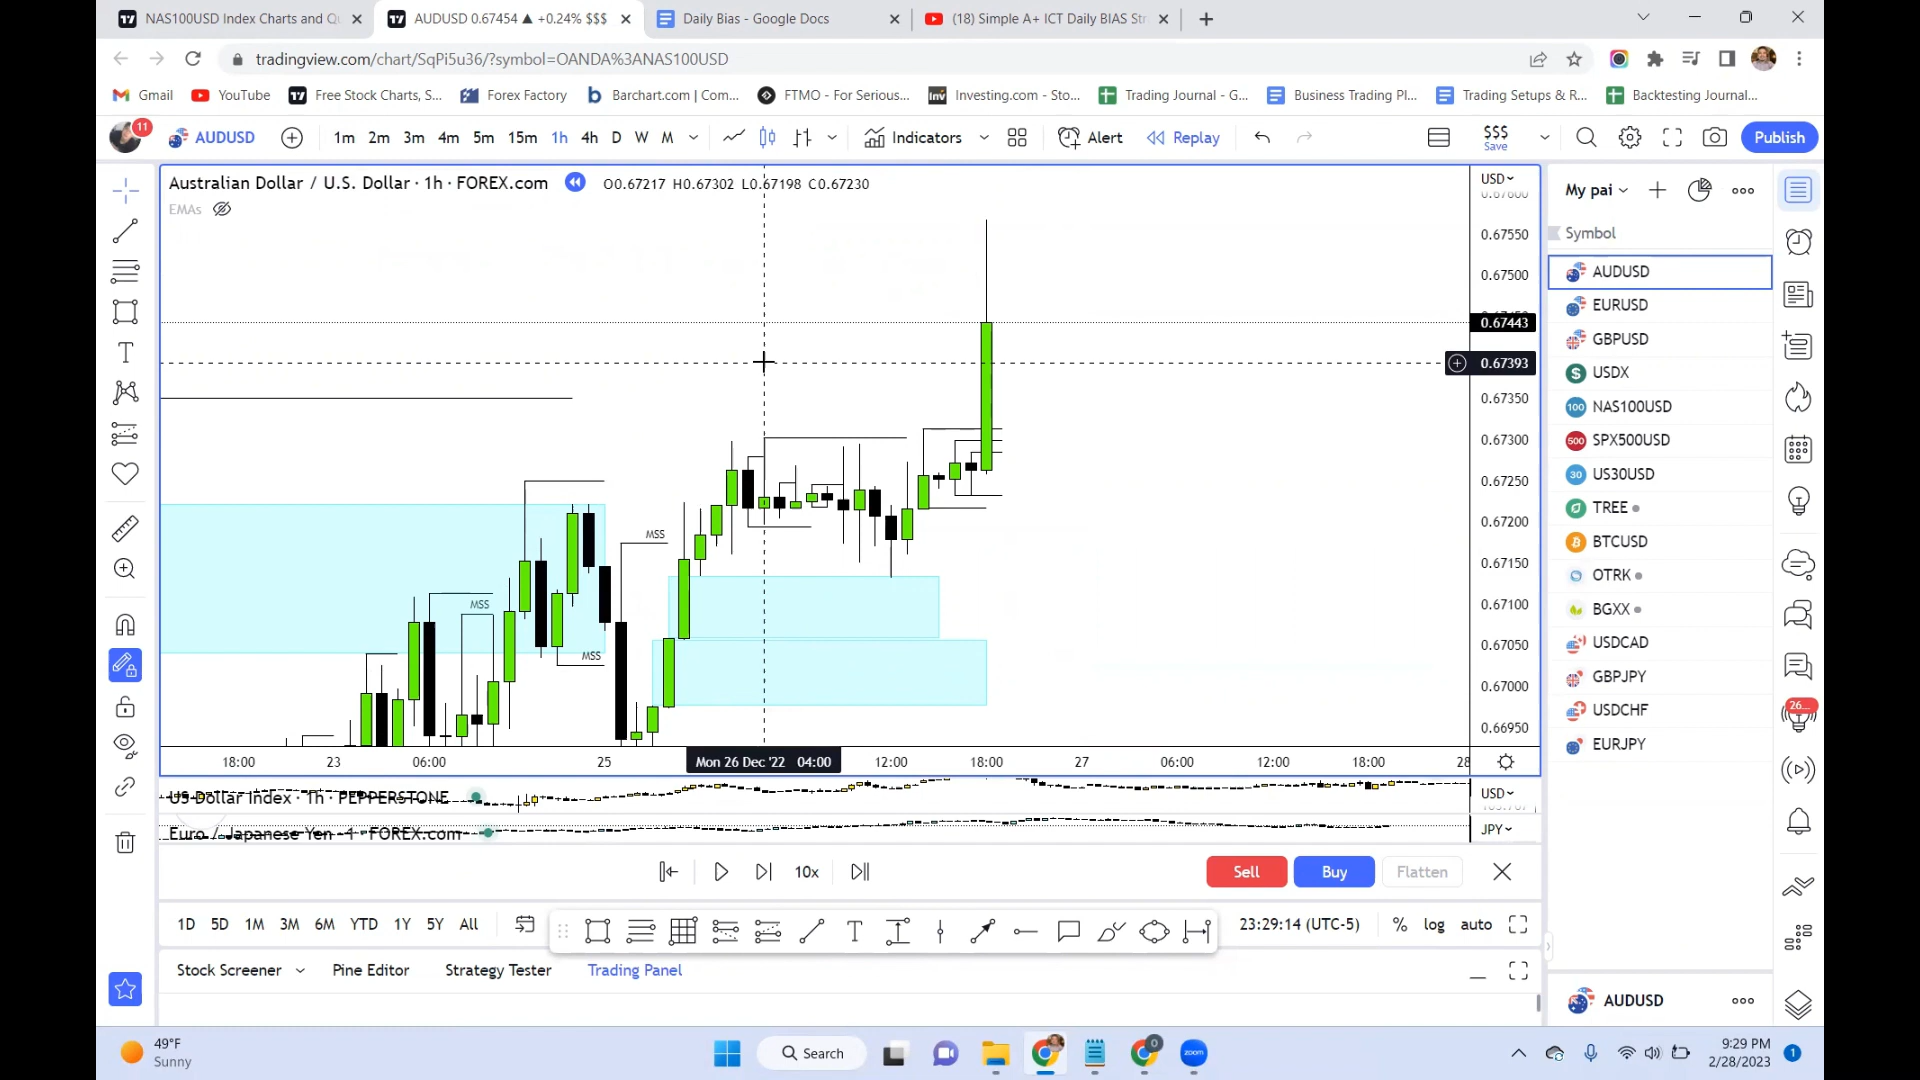 NAS100USD Index Charts and Qu
AUDUSD 0.67454 ▲ +0.24% $$$
Daily Bias - Google Docs
(18) Simple A+ ICT Daily BIAS Str
tradingview.com/chart/SqPi5u36/?symbol=OANDA%3ANAS100USD
Gmail
YouTube
Free Stock Charts, S...
Forex Factory
Barchart.com | Com...
FTMO - For Serious...
Investing.com - Sto...
Trading Journal - G...
Business Trading Pl...
Trading Setups & R...
Backtesting Journal...
11
AUDUSD
1m 2m 3m 4m 5m 15m 1h 4h D W M
Indicators
Alert
Replay
$$$
Save
Publish
Australian Dollar / U.S. Dollar · 1h · FOREX.com
O0.67217 H0.67302 L0.67198 C0.67230
EMAs
USD
0.67600
0.67550
0.67500
0.67443
0.67393
0.67350
0.67300
0.67250
0.67200
0.67150
0.67100
0.67050
0.67000
0.66950
MSS
MSS
MSS
18:00
23
06:00
25
Mon 26 Dec '22 04:00
12:00
18:00
27
06:00
12:00
18:00
28
US Dollar Index · 1h · PEPPERSTONE
USD
Euro / Japanese Yen · 1 · FOREX.com
JPY
10x
Sell
Buy
Flatten
1D 5D 1M 3M 6M YTD 1Y 5Y All
23:29:14 (UTC-5)
% log auto
Stock Screener
Pine Editor
Strategy Tester
Trading Panel
My pai
Symbol
AUDUSD
EURUSD
GBPUSD
USDX
NAS100USD
SPX500USD
US30USD
TREE
BTCUSD
OTRK
BGXX
USDCAD
GBPJPY
USDCHF
EURJPY
26...
AUDUSD
49°F
Sunny
Search
zoom
9:29 PM
2/28/2023
1